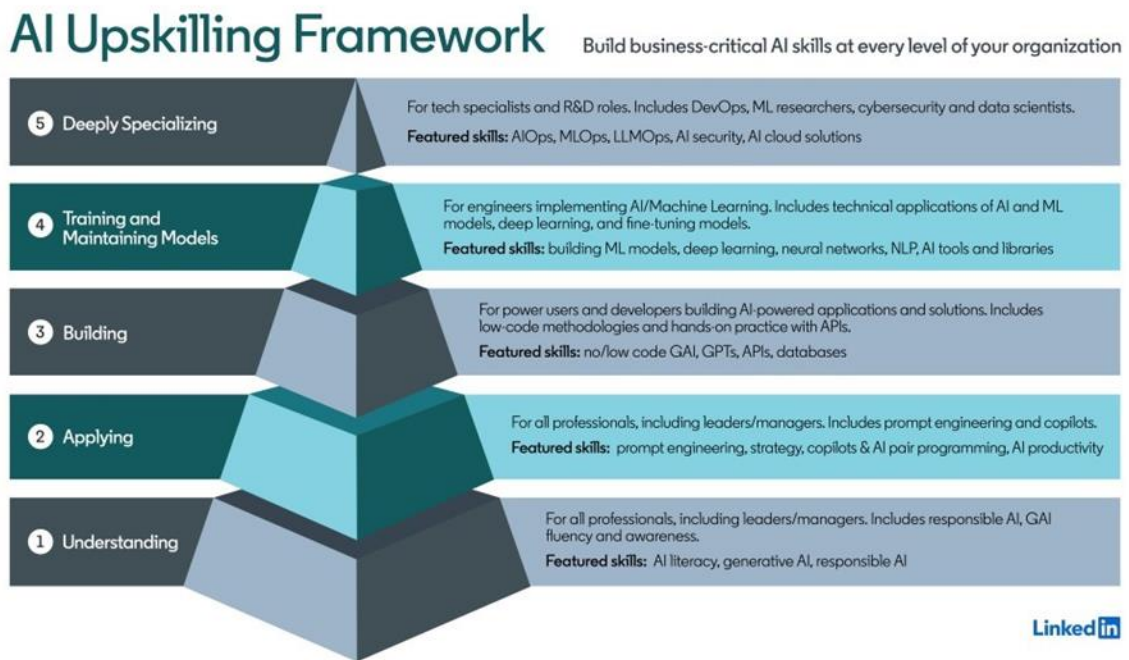 AI Upskilling Framework
Build business-critical AI skills at every level of your organization
5 Deeply Specializing
For tech specialists and R&D roles. Includes DevOps, ML researchers, cybersecurity and data scientists.
Featured skills: AIOps, MLOps, LLMOps, AI security, AI cloud solutions
4 Training and
Maintaining Models
For engineers implementing AI/Machine Learning. Includes technical applications of AI and ML
models, deep learning, and fine-tuning models.
Featured skills: building ML models, deep learning, neural networks, NLP, AI tools and libraries
3 Building
For power users and developers building AI-powered applications and solutions. Includes
low-code methodologies and hands-on practice with APIs.
Featured skills: no/low code GAI, GPTs, APIs, databases
2 Applying
For all professionals, including leaders/managers. Includes prompt engineering and copilots.
Featured skills: prompt engineering, strategy, copilots & AI pair programming, AI productivity
1 Understanding
For all professionals, including leaders/managers. Includes responsible AI, GAI
fluency and awareness.
Featured skills: AI literacy, generative AI, responsible AI
Linked in